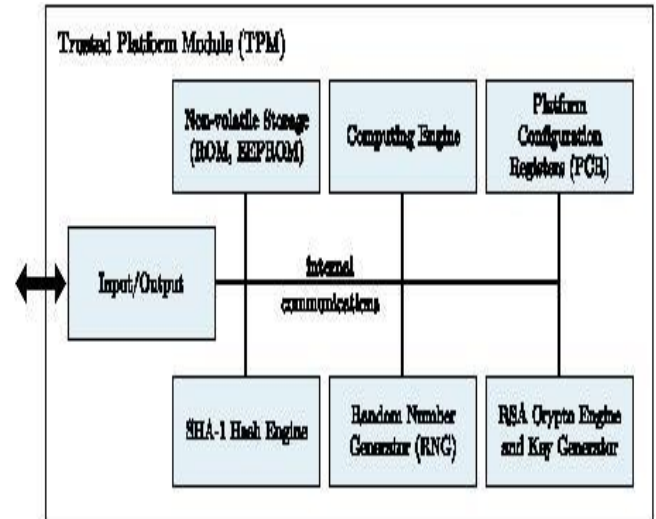 Trusted Platform Module (TPM)
Non-volatile Storage
(ROM, EEPROM)
Computing Engine
Platform
Configuration
Registers (PCR)
Input/Output
internal
communications
SHA-1 Hash Engine
Random Number
Generator (RNG)
RSA Crypto Engine
and Key Generator